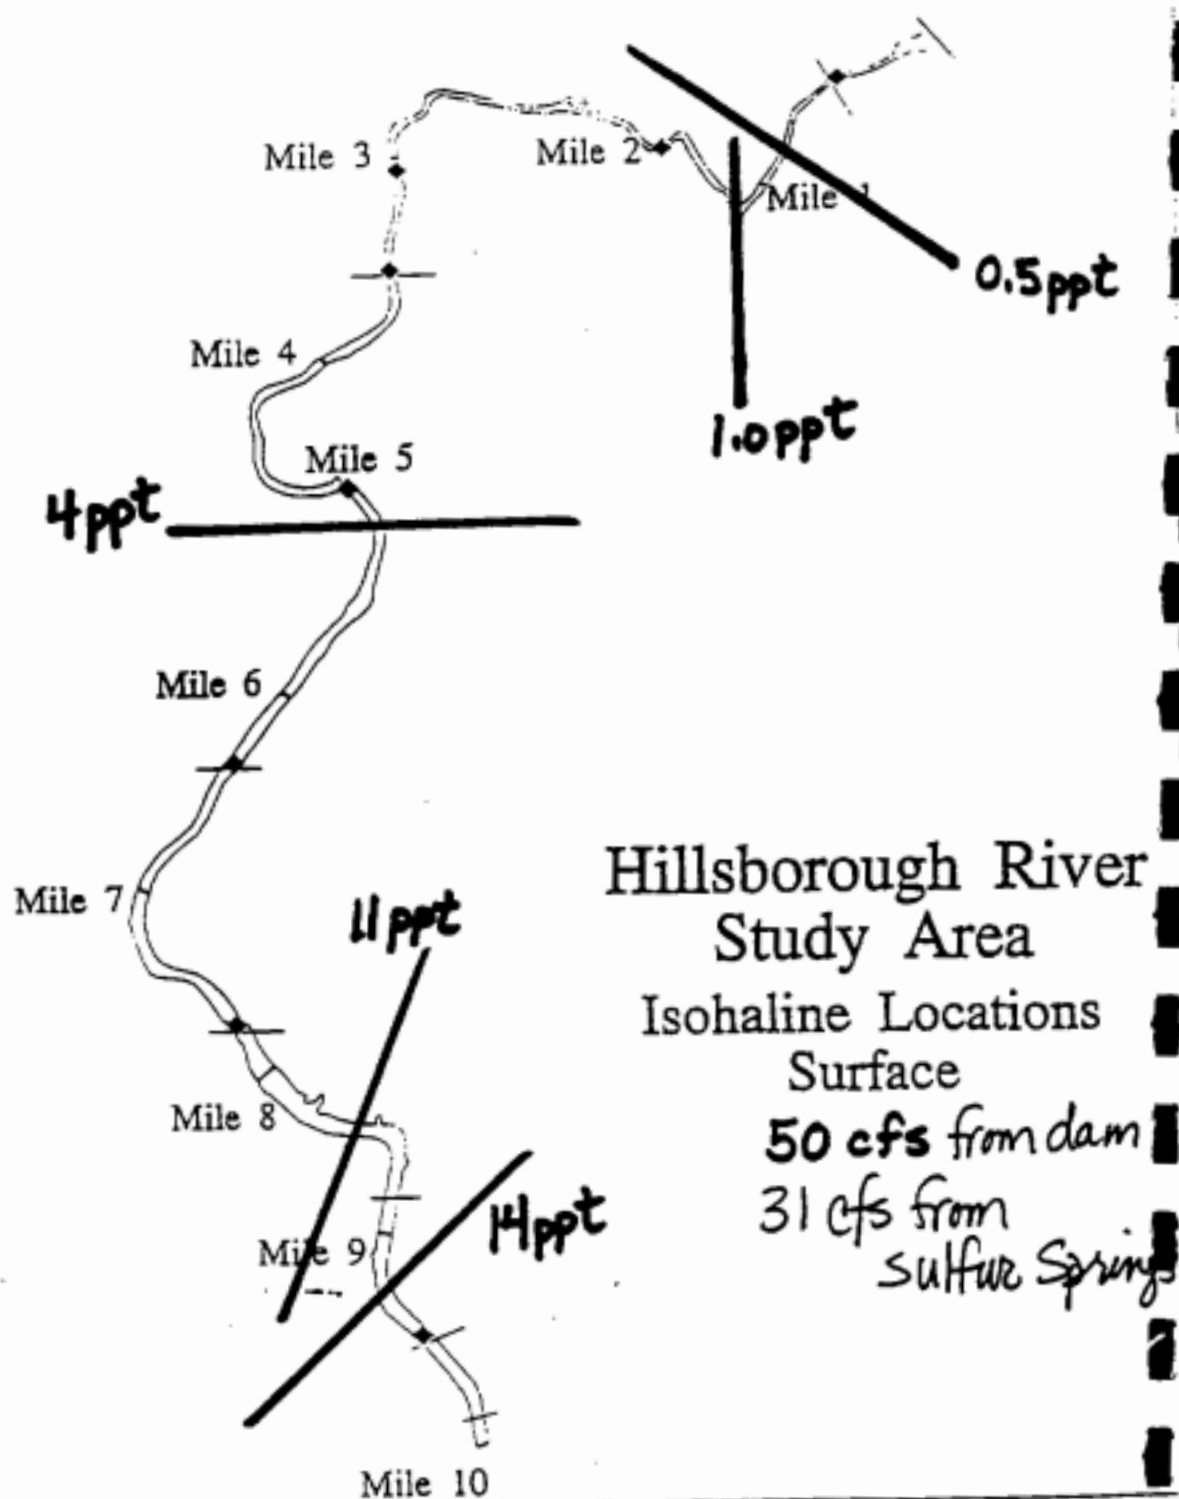 Mile 3
Mile 2
Mile 1
0.5ppt
Mile 4
1.0ppt
Mile 5
4ppt
Mile 6
Hillsborough River
Study Area
Isohaline Locations
Surface
50 cfs from dam
31 cfs from
sulfur Springs
Mile 7
11ppt
Mile 8
14ppt
Mile 9
Mile 10